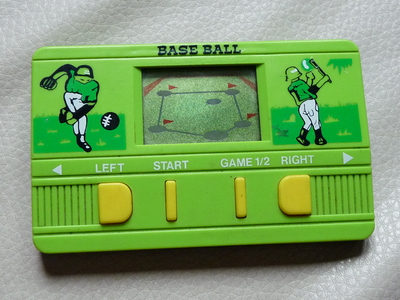 BASE BALL
LEFT START GAME 1/2 RIGHT